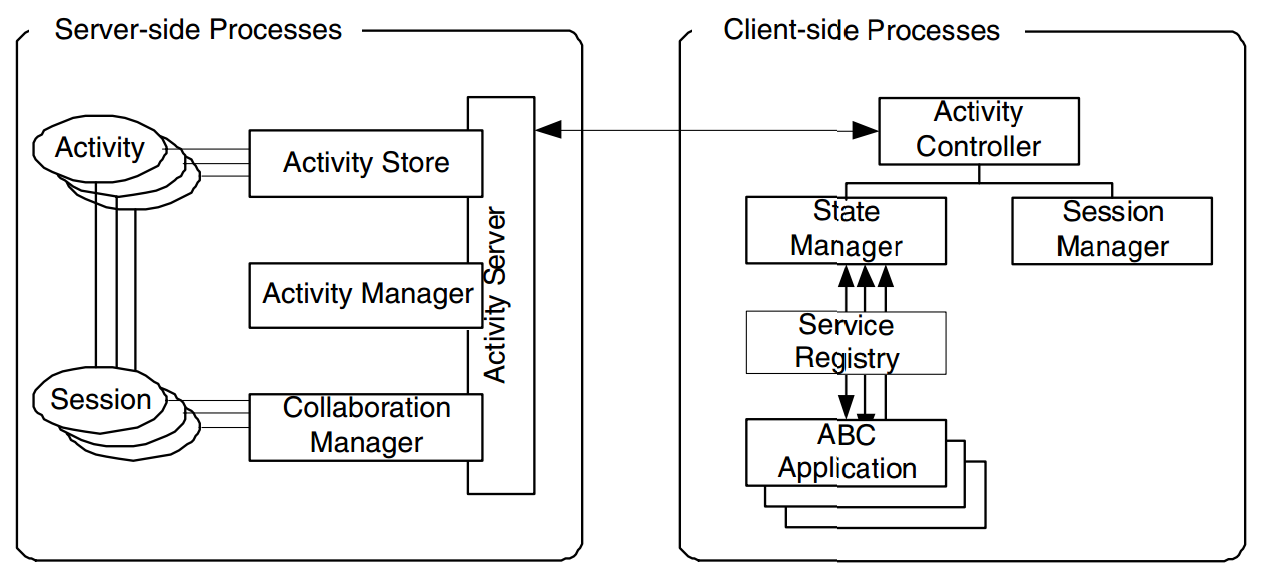 Server-side Processes
Activity
Activity Store
Activity Manager
Activity Server
Session
Collaboration
Manager
Client-side Processes
Activity
Controller
State
Manager
Session
Manager
Service
Registry
ABC
Application